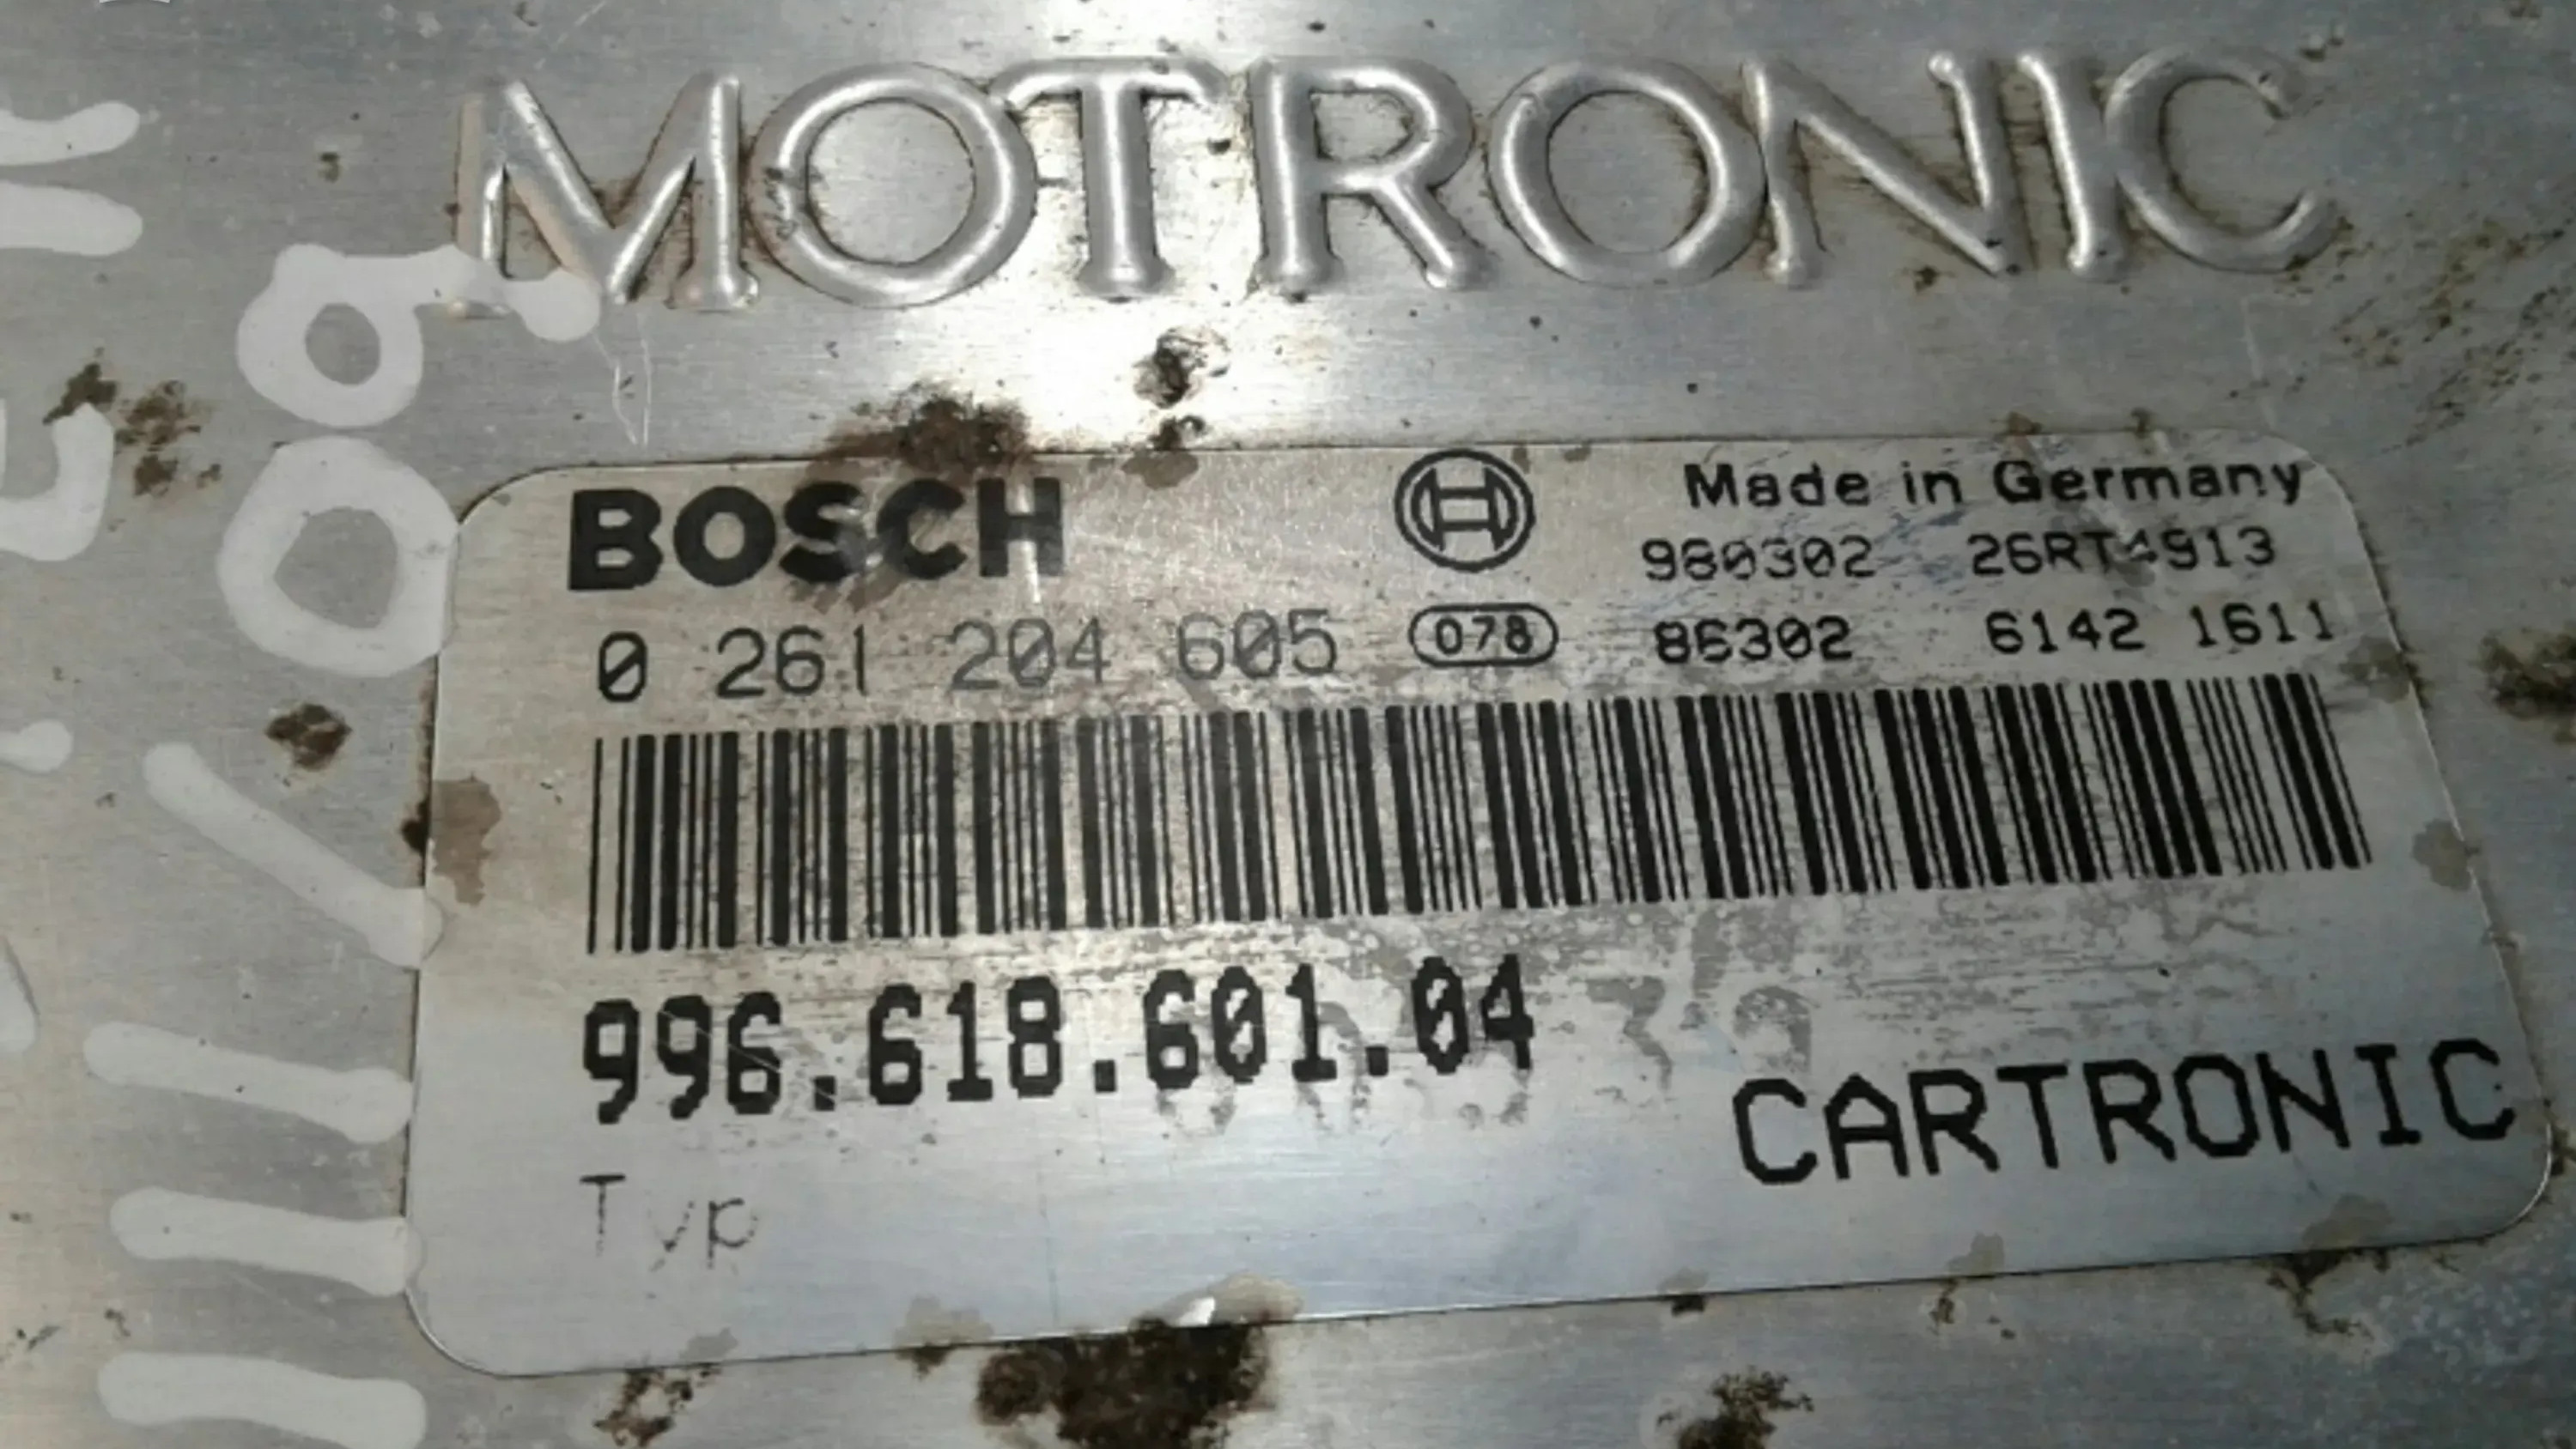 MOTRONIC
BOSCH
Made in Germany
980302 26RT4913
0 261 204 605 078 86302 6142 1611
996.618.601.04
CARTRONIC
Typ